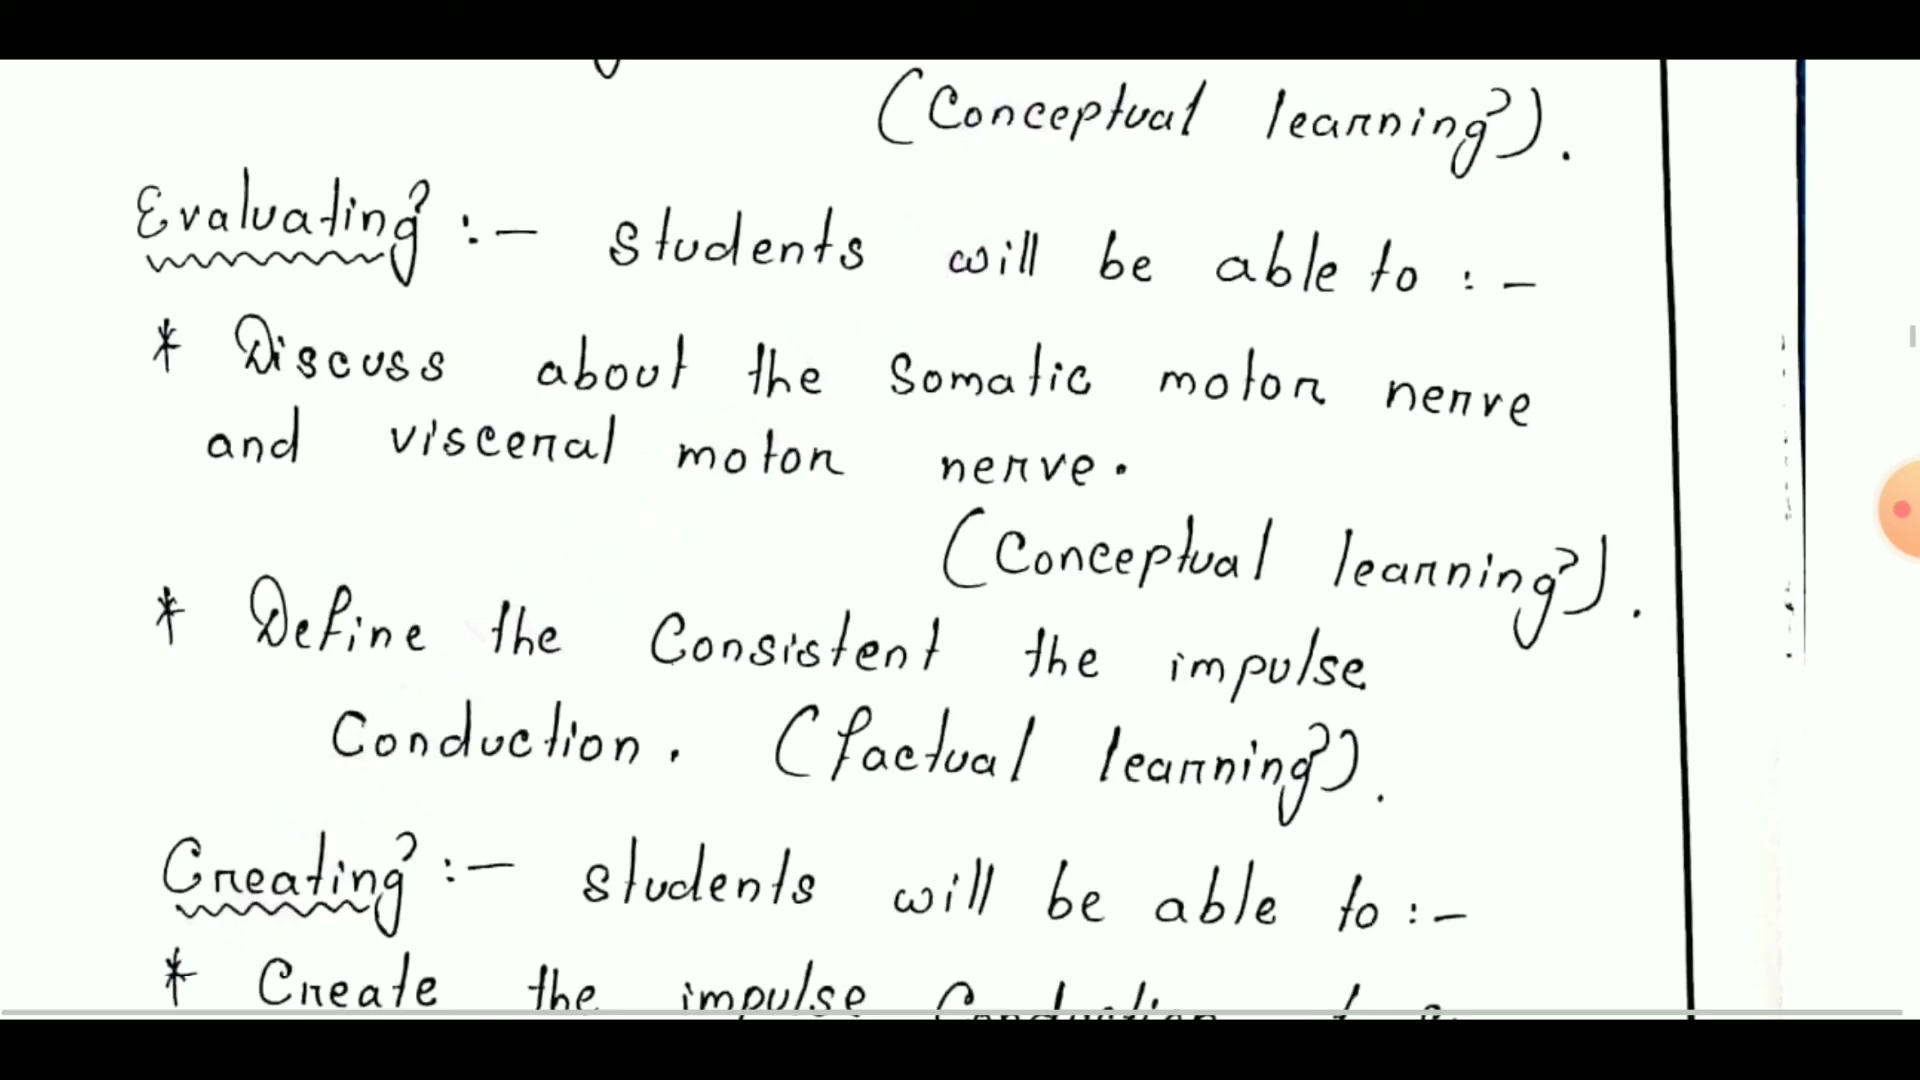 (Conceptual learning).
Evaluating :- Students will be able to :-
* Discuss about the Somatic motor nerve
and visceral motor nerve.
(Conceptual learning).
* Define the Consistent the impulse
Conduction. (factual learning).
Creating :- students will be able to :-
* Create the impulse Conduction